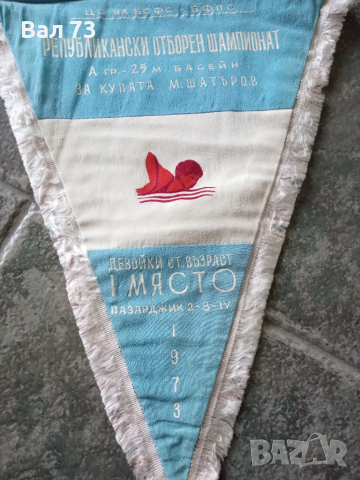 Вал 73
ЦС НА БСФС, БФПС
РЕПУБЛИКАНСКИ ОТБОРЕН ШАМПИОНАТ
А ГР.-25 М. БАСЕЙН
ЗА КУПАТА М. ШАТЪРОВ
ДЕВОЙКИ СТ. ВЪЗРАСТ
I МЯСТО
ПАЗАРДЖИК 2-8-IV
1
9
7
3
BAZAR